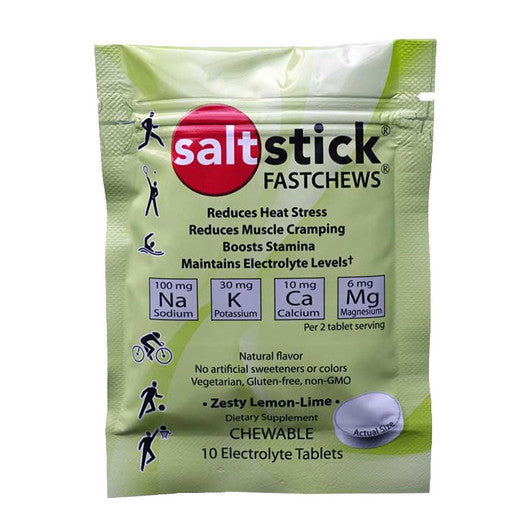 saltstick®
FASTCHEWS®
Reduces Heat Stress
Reduces Muscle Cramping
Boosts Stamina
Maintains Electrolyte Levels†
100 mg 30 mg 10 mg 6 mg
Na K Ca Mg
Sodium Potassium Calcium Magnesium
Per 2 tablet serving
Natural flavor
No artificial sweeteners or colors
Vegetarian, Gluten-free, non-GMO
• Zesty Lemon-Lime •
Dietary Supplement
CHEWABLE
Actual Size
10 Electrolyte Tablets